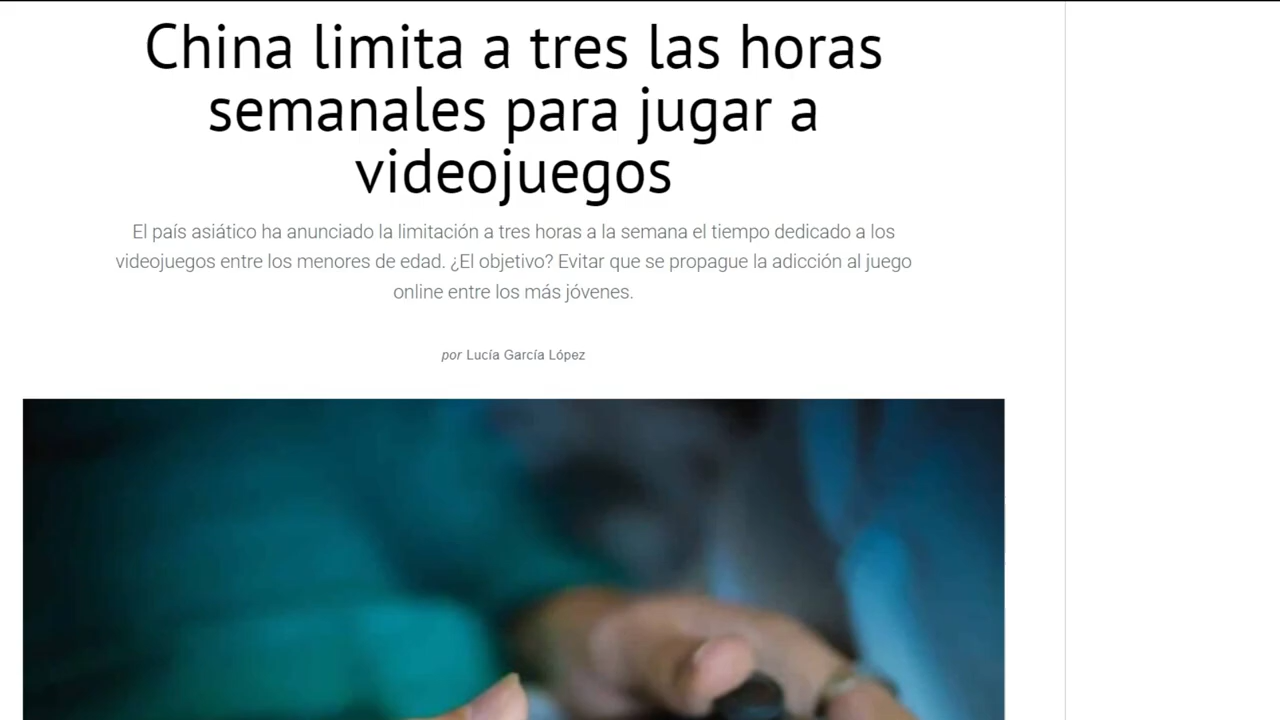 China limita a tres las horas
semanales para jugar a
videojuegos
El país asiático ha anunciado la limitación a tres horas a la semana el tiempo dedicado a los
videojuegos entre los menores de edad. ¿El objetivo? Evitar que se propague la adicción al juego
online entre los más jóvenes.
por Lucía García López